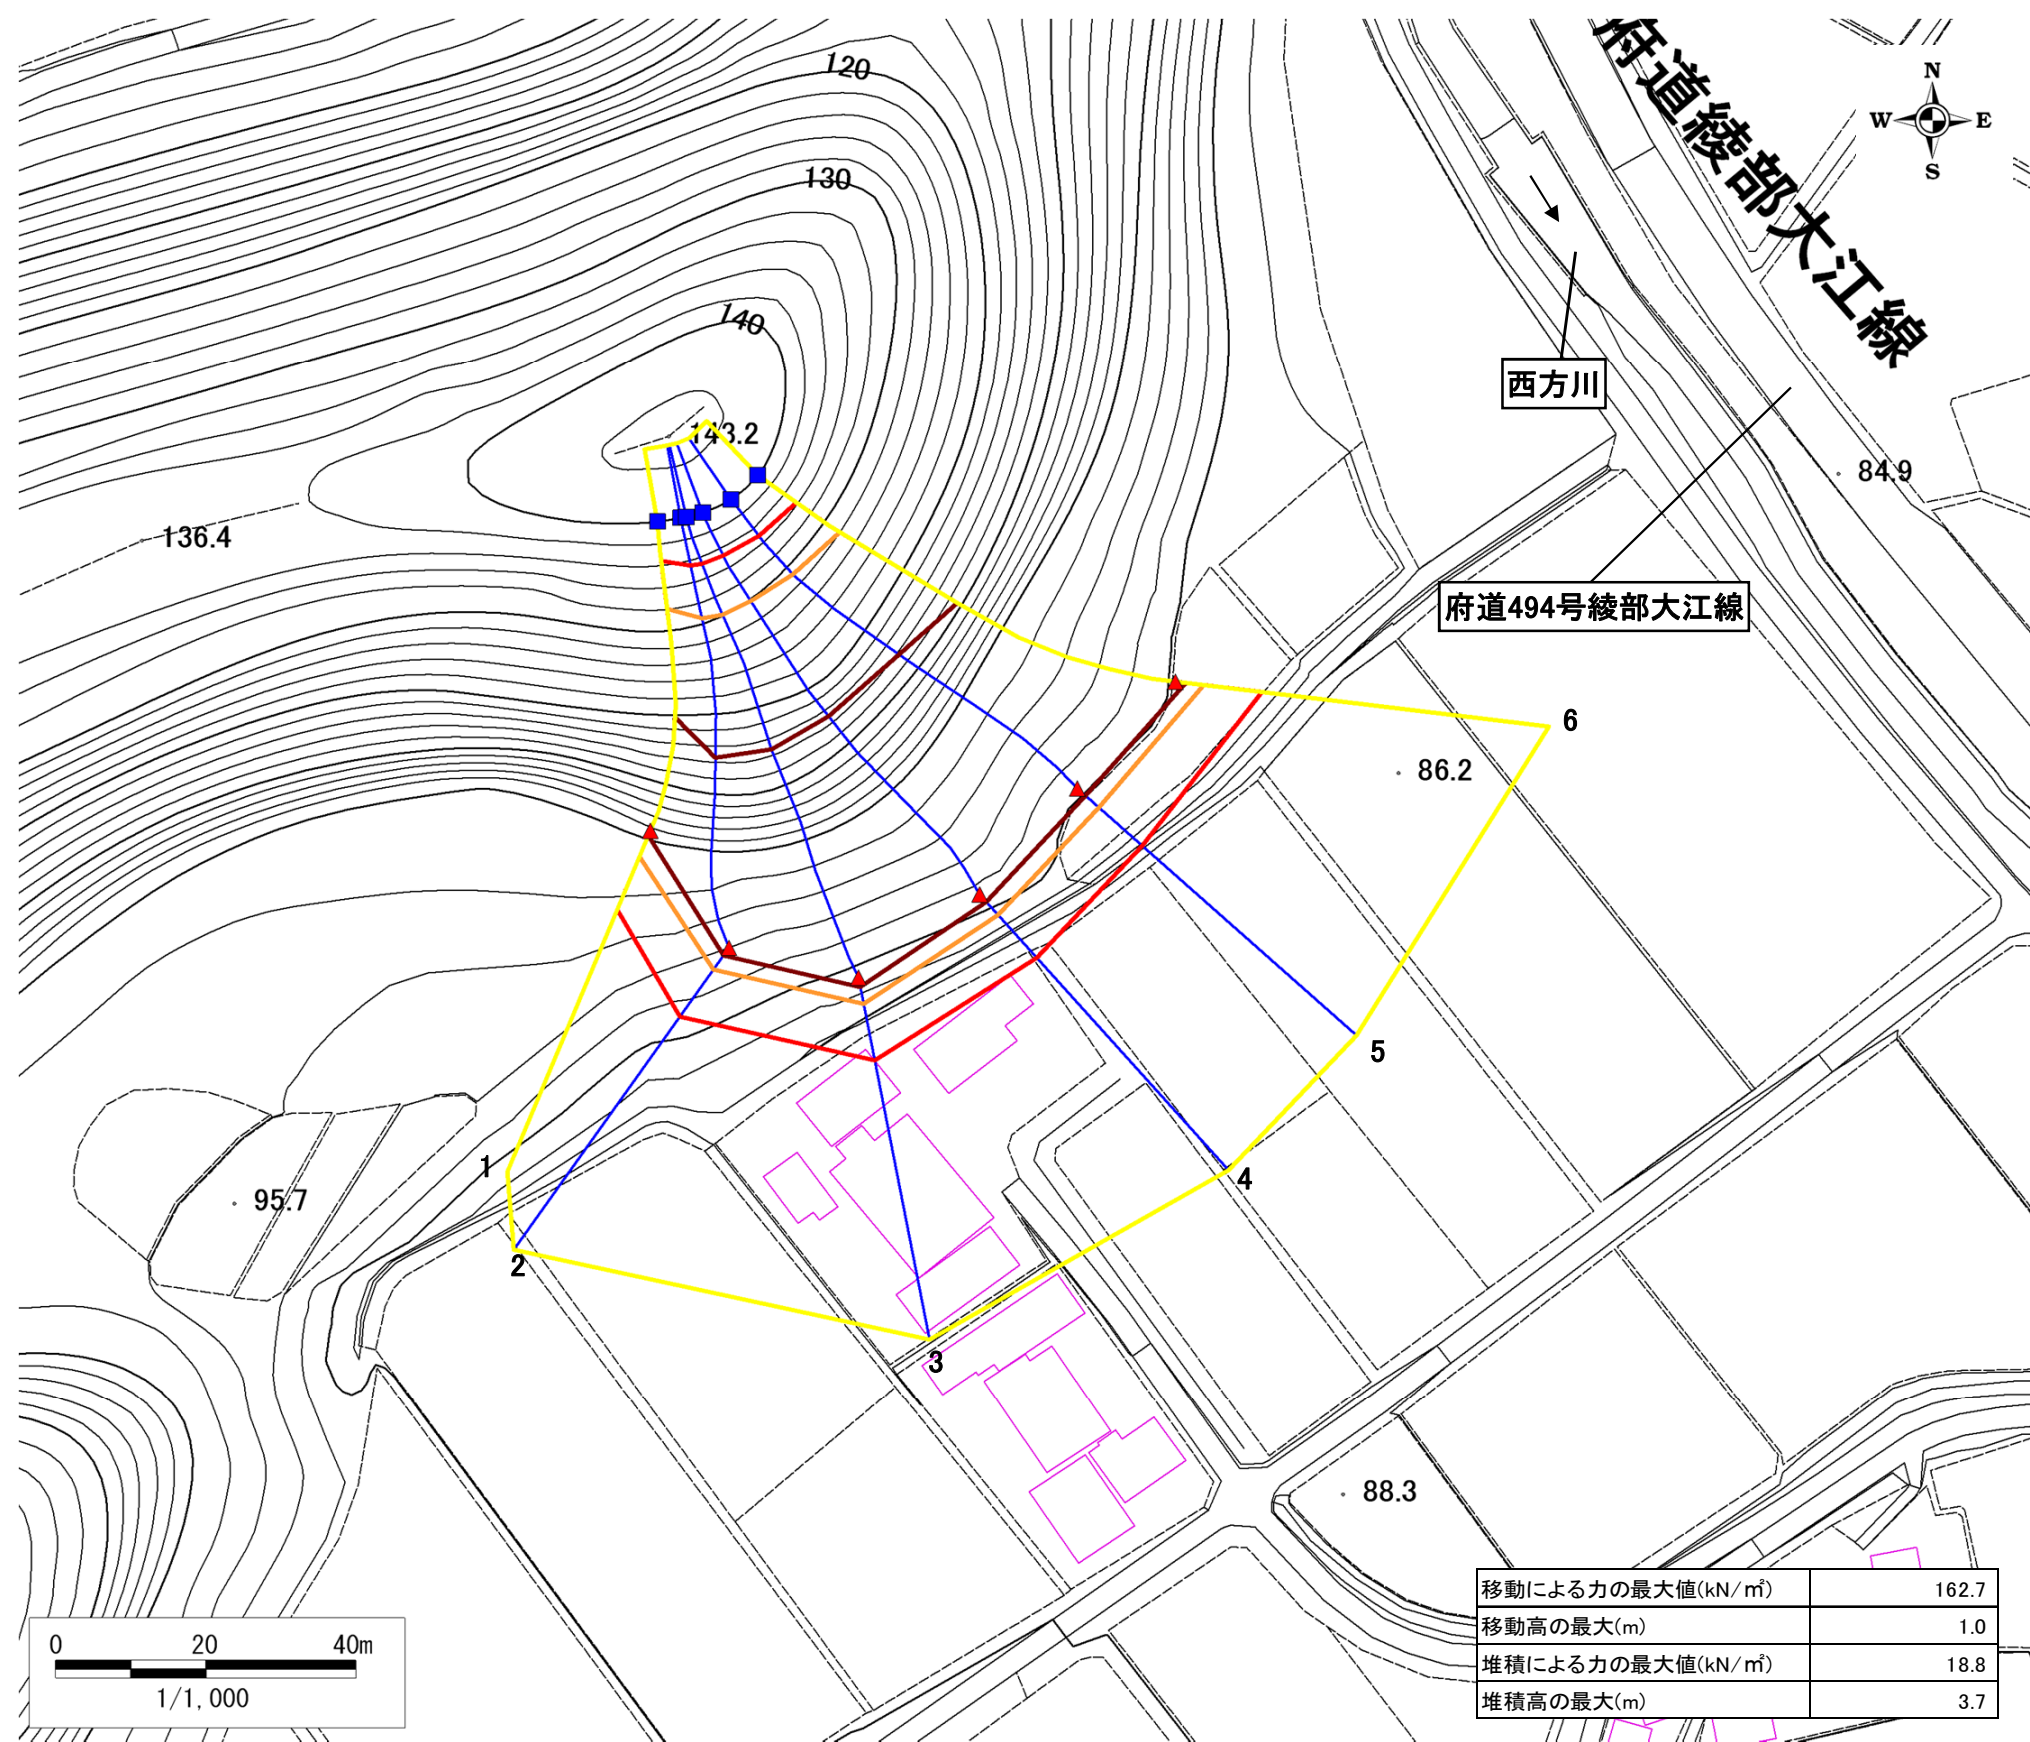 府道綾部大江線
N
W E
S
120
130
140
143.2
136.4
西方川
84.9
府道494号綾部大江線
6
86.2
5
1
4
95.7
2
3
88.3
移動による力の最大値(kN/㎡) 162.7
移動高の最大(m) 1.0
堆積による力の最大値(kN/㎡) 18.8
堆積高の最大(m) 3.7
0 20 40m
1/1,000